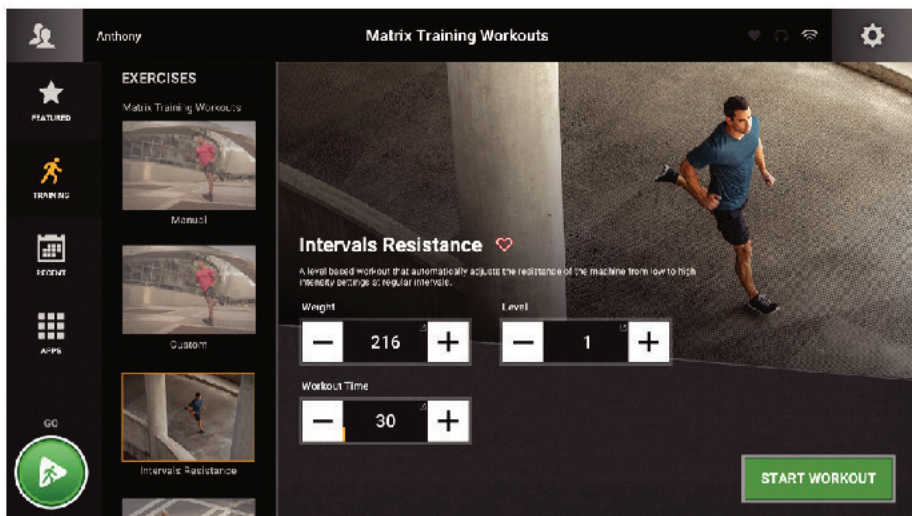 Anthony
Matrix Training Workouts
FEATURED
TRAINING
RECENT
APPS
GO
EXERCISES
Matrix Training Workouts
Manual
Custom
Intervals Resistance
Intervals Resistance
A level based workout that automatically adjusts the resistance of the machine from low to high
intensity settings at regular intervals.
Weight
216
Level
1
Workout Time
30
START WORKOUT